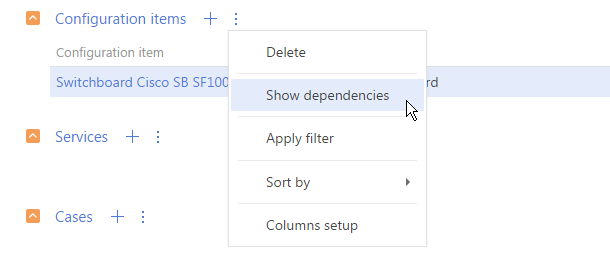 Configuration items
Configuration item
Delete
Switchboard Cisco SB SF100
Show dependencies
Services
Apply filter
Sort by
Cases
Columns setup